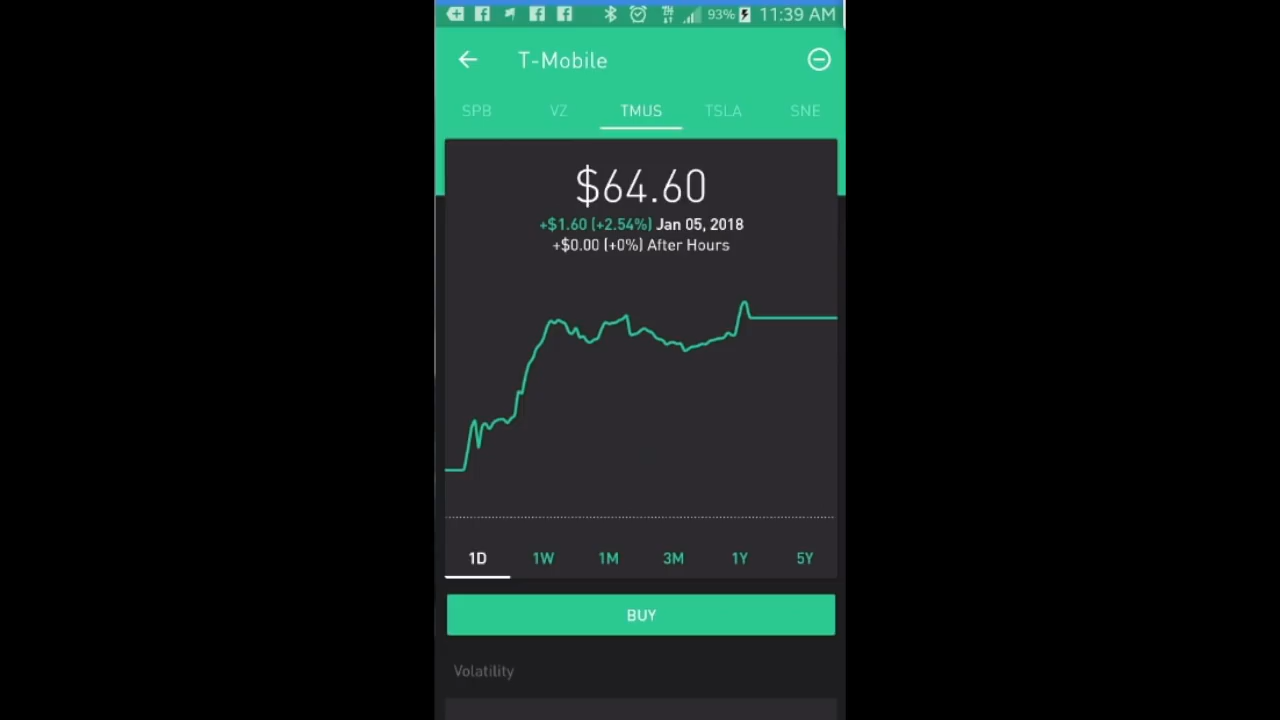 93% 11:39 AM
T-Mobile
SPB VZ TMUS TSLA SNE
$64.60
+$1.60 (+2.54%) Jan 05, 2018
+$0.00 (+0%) After Hours
1D 1W 1M 3M 1Y 5Y
BUY
Volatility